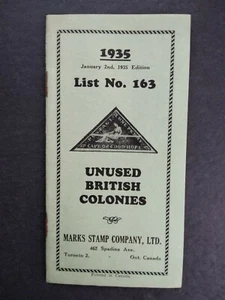 1935
January 2nd, 1935 Edition
List No. 163
CAPE OF GOOD HOPE
UNUSED
BRITISH
COLONIES
MARKS STAMP COMPANY, LTD.
462 Spadina Ave.
Toronto 2. Ont. Canada
Printed in Canada